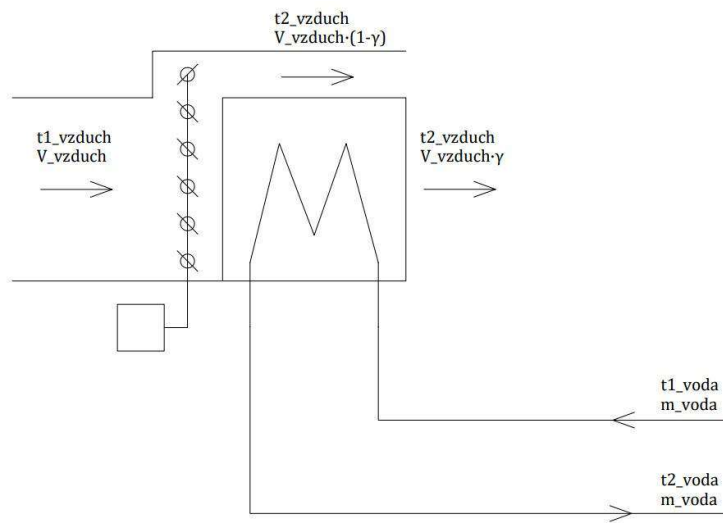 t2_vzduch
V_vzduch·(1-γ)
t1_vzduch
V_vzduch
t2_vzduch
V_vzduch·γ
t1_voda
m_voda
t2_voda
m_voda